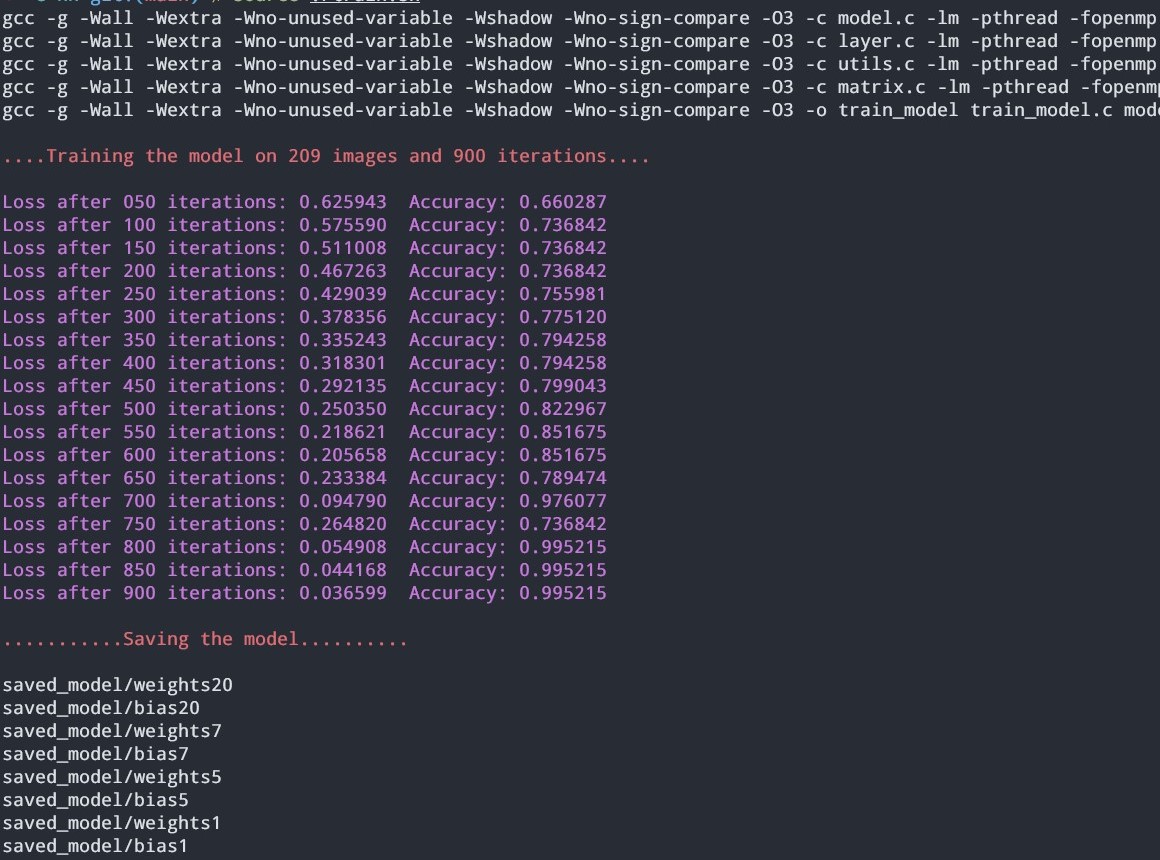 gcc -g -Wall -Wextra -Wno-unused-variable -Wshadow -Wno-sign-compare -O3 -c model.c -lm -pthread -fopenmp
gcc -g -Wall -Wextra -Wno-unused-variable -Wshadow -Wno-sign-compare -O3 -c layer.c -lm -pthread -fopenmp
gcc -g -Wall -Wextra -Wno-unused-variable -Wshadow -Wno-sign-compare -O3 -c utils.c -lm -pthread -fopenmp
gcc -g -Wall -Wextra -Wno-unused-variable -Wshadow -Wno-sign-compare -O3 -c matrix.c -lm -pthread -fopenmp
gcc -g -Wall -Wextra -Wno-unused-variable -Wshadow -Wno-sign-compare -O3 -o train_model train_model.c mod
....Training the model on 209 images and 900 iterations....
Loss after 050 iterations: 0.625943  Accuracy: 0.660287
Loss after 100 iterations: 0.575590  Accuracy: 0.736842
Loss after 150 iterations: 0.511008  Accuracy: 0.736842
Loss after 200 iterations: 0.467263  Accuracy: 0.736842
Loss after 250 iterations: 0.429039  Accuracy: 0.755981
Loss after 300 iterations: 0.378356  Accuracy: 0.775120
Loss after 350 iterations: 0.335243  Accuracy: 0.794258
Loss after 400 iterations: 0.318301  Accuracy: 0.794258
Loss after 450 iterations: 0.292135  Accuracy: 0.799043
Loss after 500 iterations: 0.250350  Accuracy: 0.822967
Loss after 550 iterations: 0.218621  Accuracy: 0.851675
Loss after 600 iterations: 0.205658  Accuracy: 0.851675
Loss after 650 iterations: 0.233384  Accuracy: 0.789474
Loss after 700 iterations: 0.094790  Accuracy: 0.976077
Loss after 750 iterations: 0.264820  Accuracy: 0.736842
Loss after 800 iterations: 0.054908  Accuracy: 0.995215
Loss after 850 iterations: 0.044168  Accuracy: 0.995215
Loss after 900 iterations: 0.036599  Accuracy: 0.995215
...........Saving the model..........
saved_model/weights20
saved_model/bias20
saved_model/weights7
saved_model/bias7
saved_model/weights5
saved_model/bias5
saved_model/weights1
saved_model/bias1